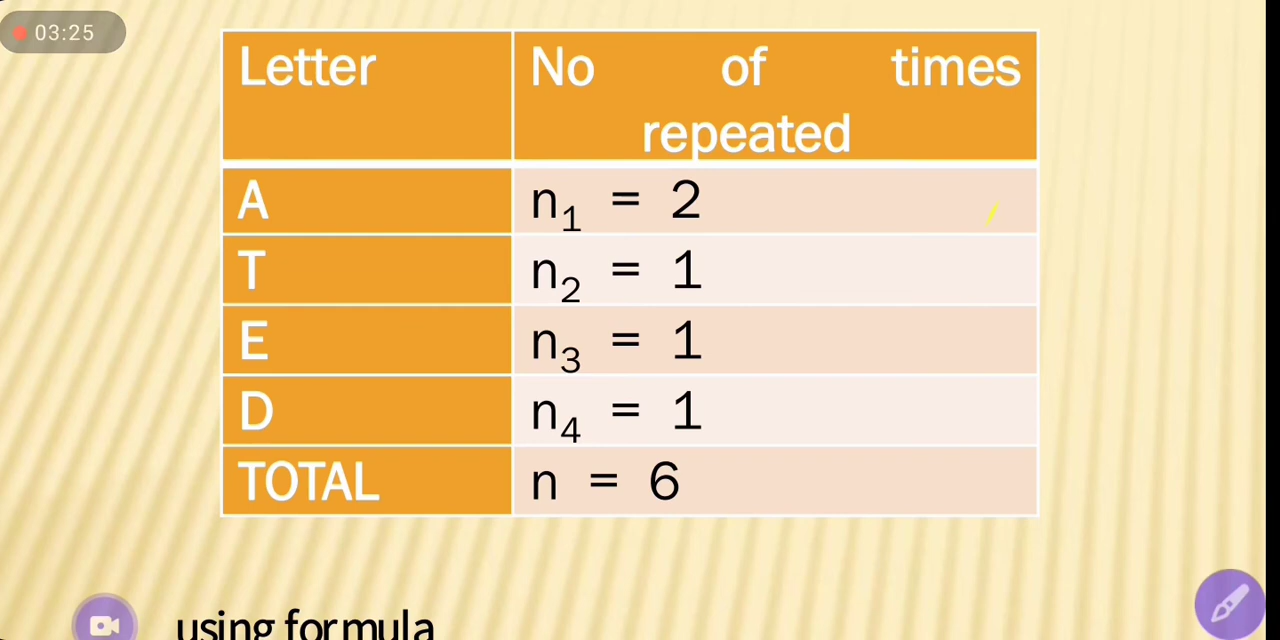 03:25
Letter
No of times
repeated
A
n₁ = 2
T
n₂ = 1
E
n₃ = 1
D
n₄ = 1
TOTAL
n = 6
using formula